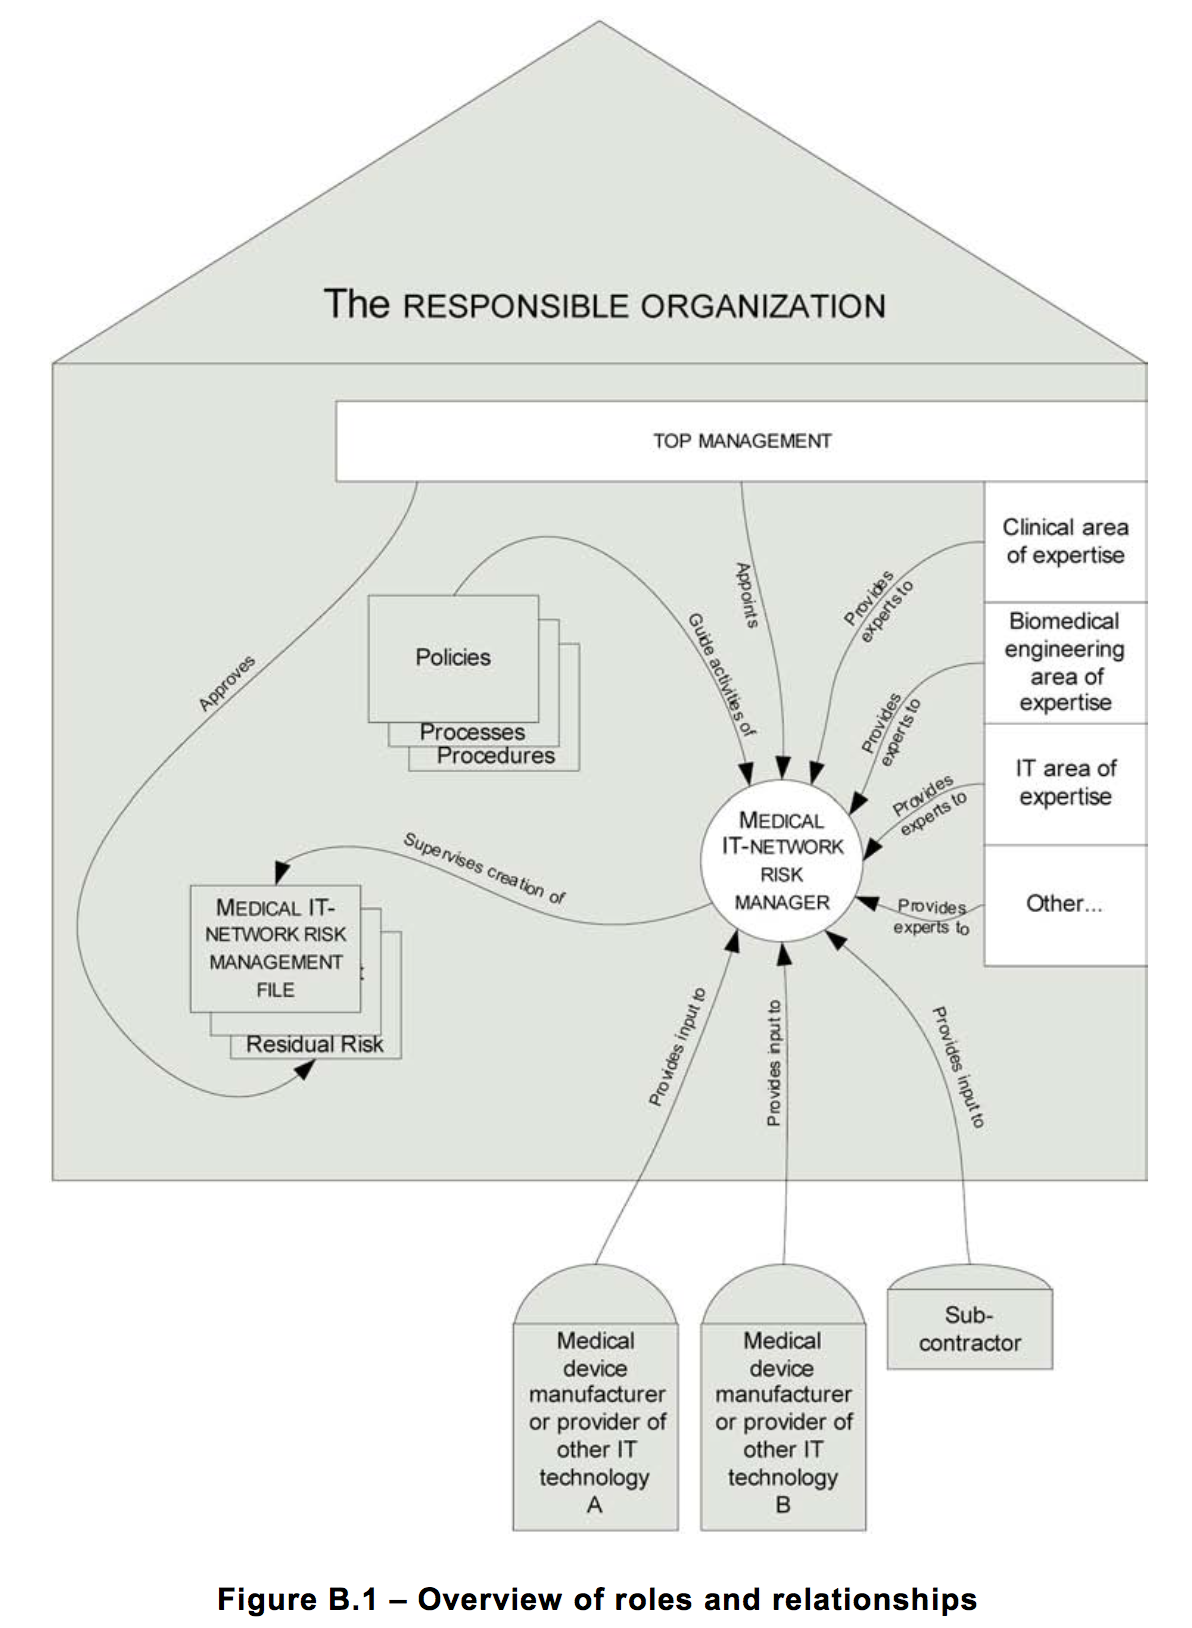 The RESPONSIBLE ORGANIZATION
TOP MANAGEMENT
Clinical area
of expertise
Biomedical
engineering
area of
expertise
IT area of
expertise
Other...
Policies
Processes
Procedures
Approves
Guide activities of
Appoints
Provides
experts to
Provides
experts to
Provides
experts to
Provides
experts to
MEDICAL
IT-NETWORK
RISK
MANAGER
Supervises creation of
MEDICAL IT-
NETWORK RISK
MANAGEMENT
FILE
Residual Risk
Provides input to
Provides input to
Provides input to
Medical
device
manufacturer
or provider of
other IT
technology
A
Medical
device
manufacturer
or provider of
other IT
technology
B
Sub-
contractor
Figure B.1 – Overview of roles and relationships